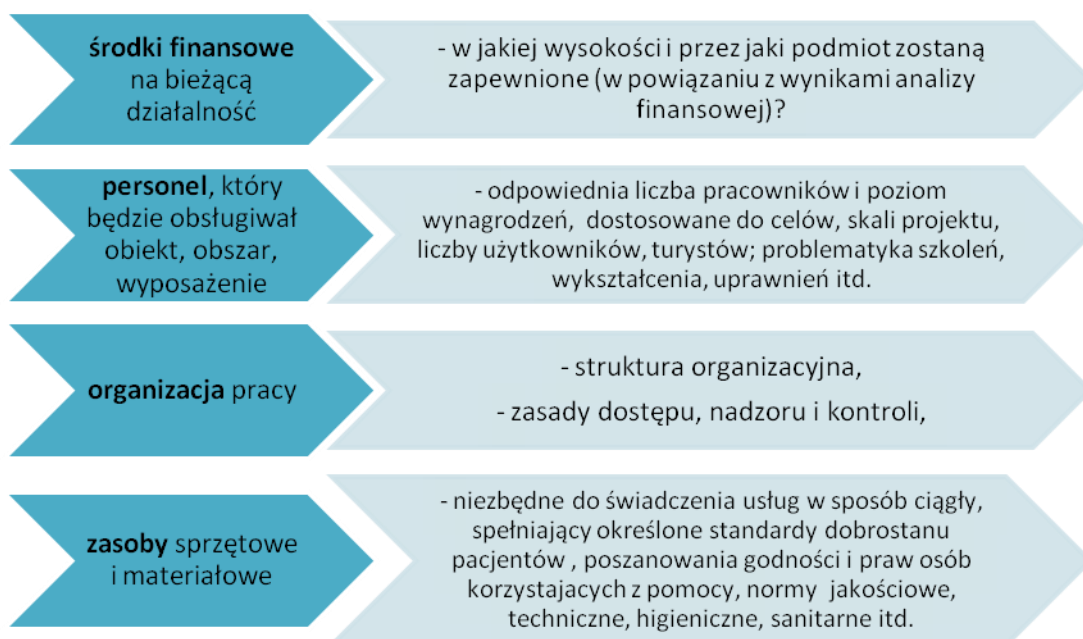 środki finansowe
na bieżącą
działalność
- w jakiej wysokości i przez jaki podmiot zostaną
zapewnione (w powiązaniu z wynikami analizy
finansowej)?
personel, który
będzie obsługiwał
obiekt, obszar,
wyposażenie
- odpowiednia liczba pracowników i poziom
wynagrodzeń, dostosowane do celów, skali projektu,
liczby użytkowników, turystów; problematyka szkoleń,
wykształcenia, uprawnień itd.
organizacja pracy
- struktura organizacyjna,
- zasady dostępu, nadzoru i kontroli,
zasoby sprzętowe
i materiałowe
- niezbędne do świadczenia usług w sposób ciągły,
spełniający określone standardy dobrostanu
pacjentów , poszanowania godności i praw osób
korzystajacych z pomocy, normy jakościowe,
techniczne, higieniczne, sanitarne itd.